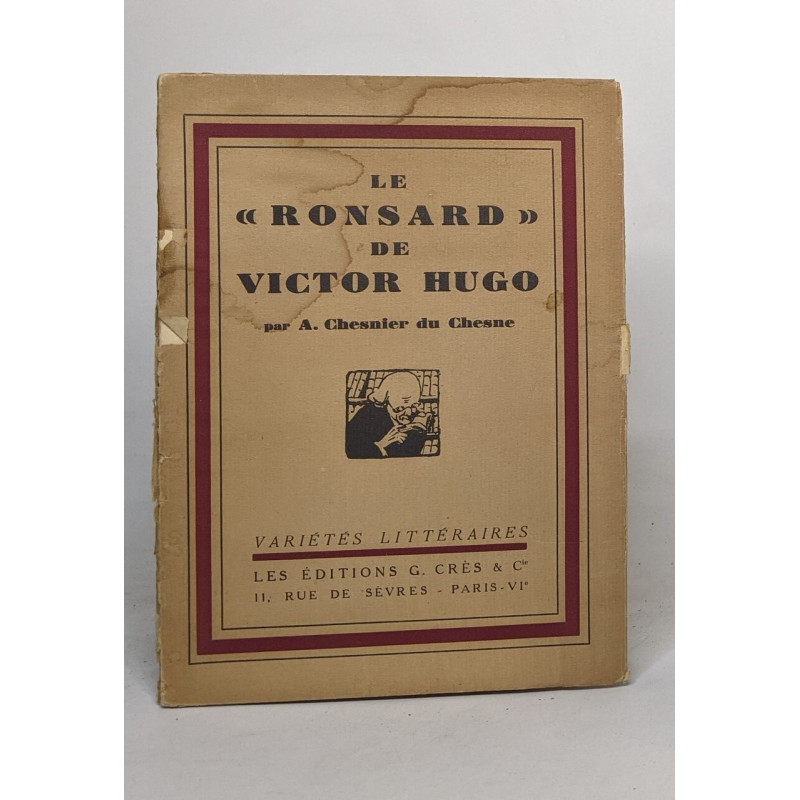 LE
« RONSARD »
DE
VICTOR HUGO
par A. Chesnier du Chesne
VARIÉTÉS LITTÉRAIRES
LES ÉDITIONS G. CRÈS & Cie
11, RUE DE SÈVRES - PARIS-VIe